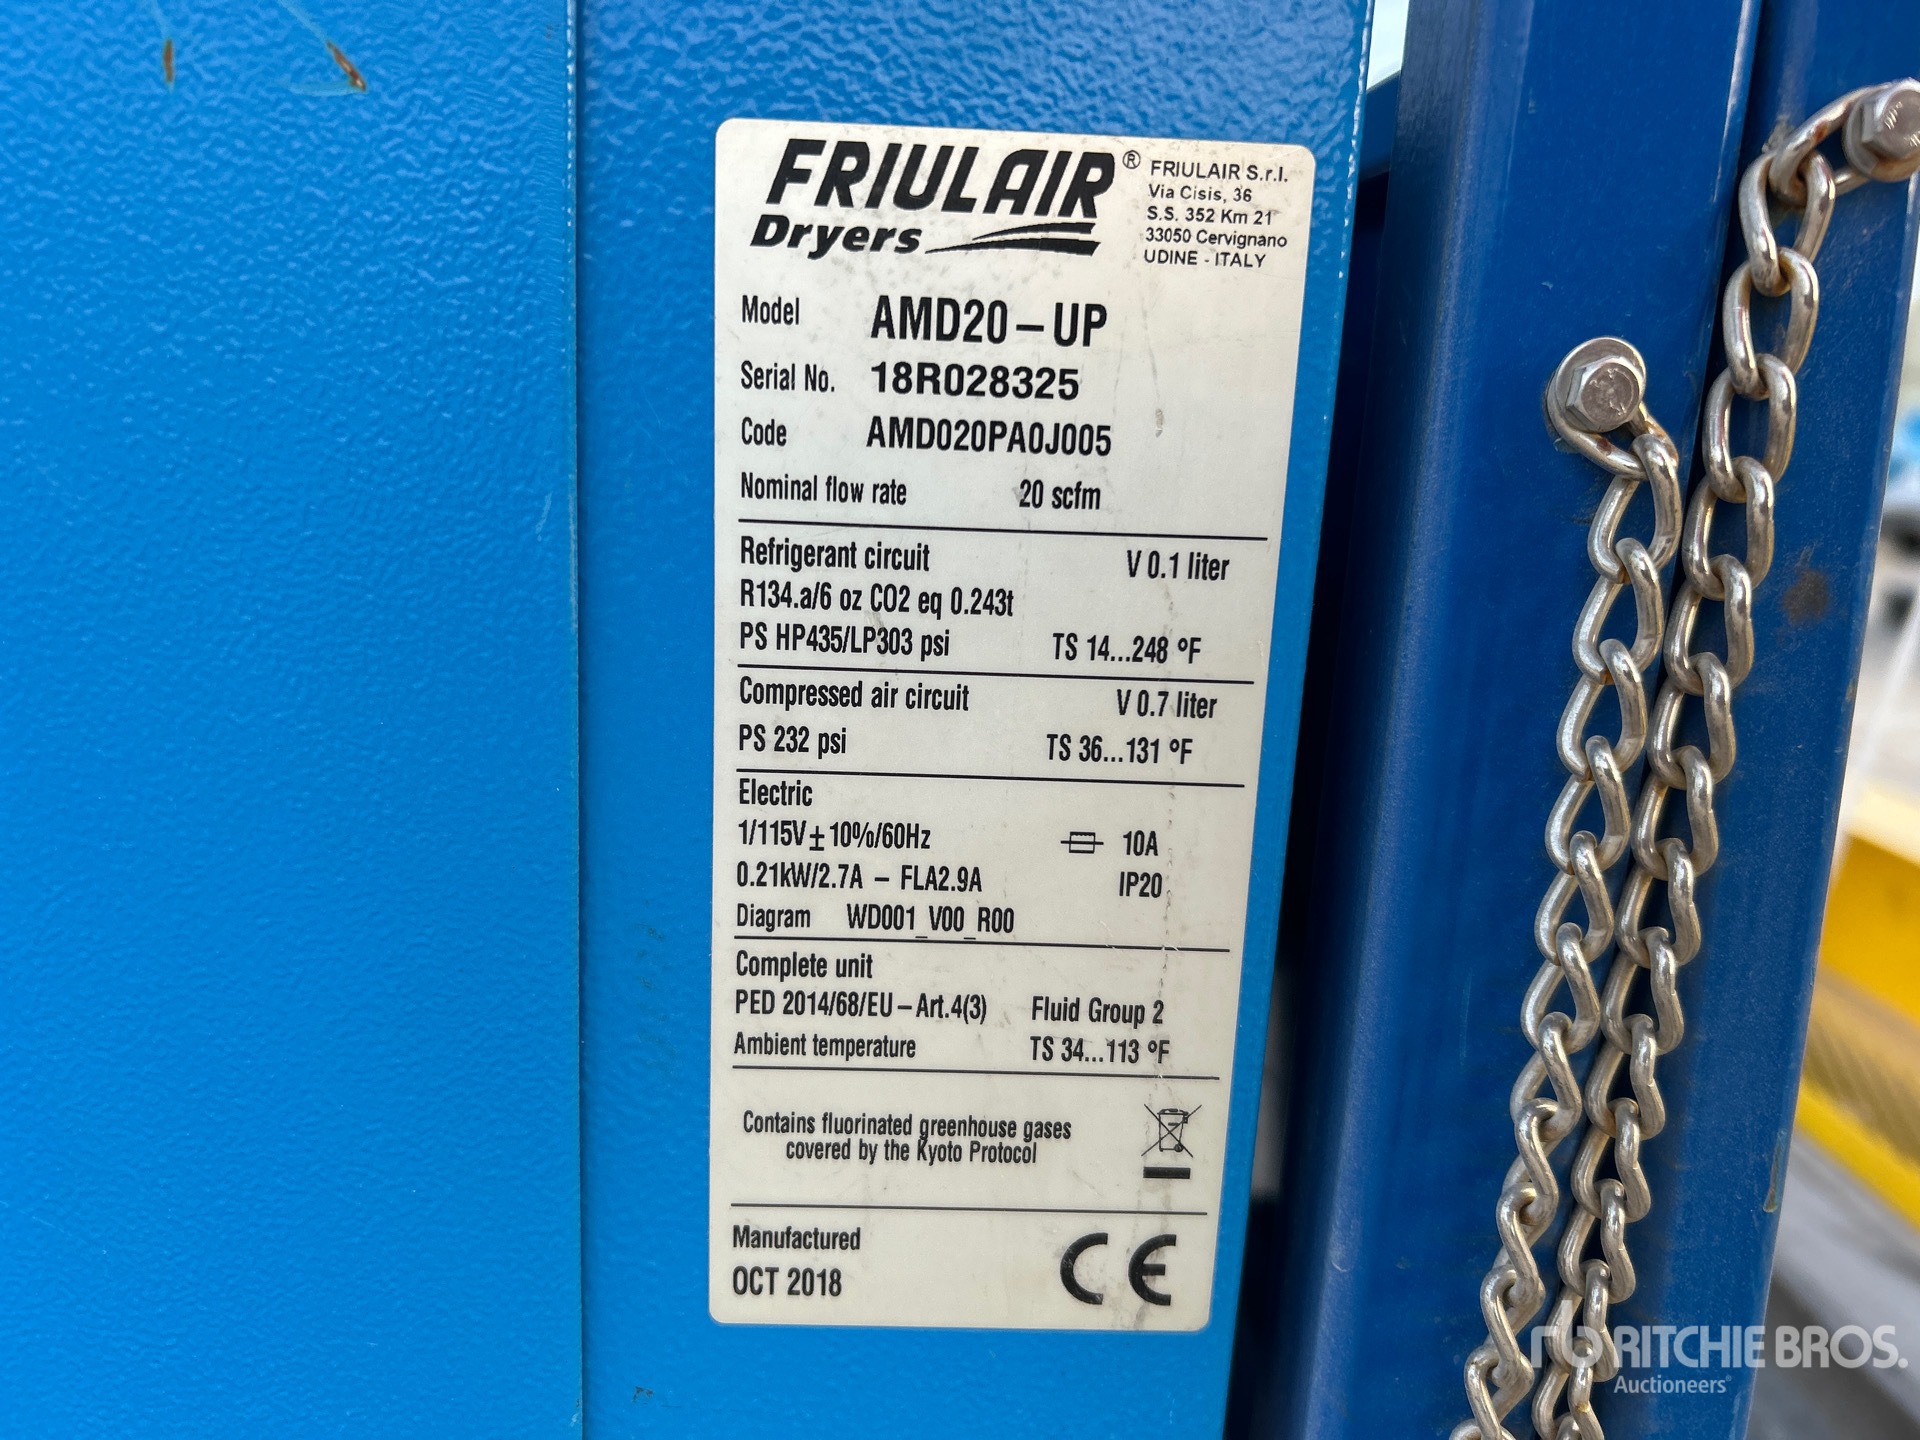 FRIULAIR®
Dryers
FRIULAIR S.r.l.
Via Cisis, 36
S.S. 352 Km 21
33050 Cervignano
UDINE - ITALY
Model AMD20-UP
Serial No. 18R028325
Code AMD020PA0J005
Nominal flow rate 20 scfm
Refrigerant circuit V 0.1 liter
R134.a/6 oz CO2 eq 0.243t
PS HP435/LP303 psi TS 14...248 °F
Compressed air circuit V 0.7 liter
PS 232 psi TS 36...131 °F
Electric
1/115V±10%/60Hz 10A
0.21kW/2.7A – FLA2.9A IP20
Diagram WD001_V00_R00
Complete unit
PED 2014/68/EU–Art.4(3) Fluid Group 2
Ambient temperature TS 34...113 °F
Contains fluorinated greenhouse gases
covered by the Kyoto Protocol
Manufactured
OCT 2018 CE
RITCHIE BROS.
Auctioneers